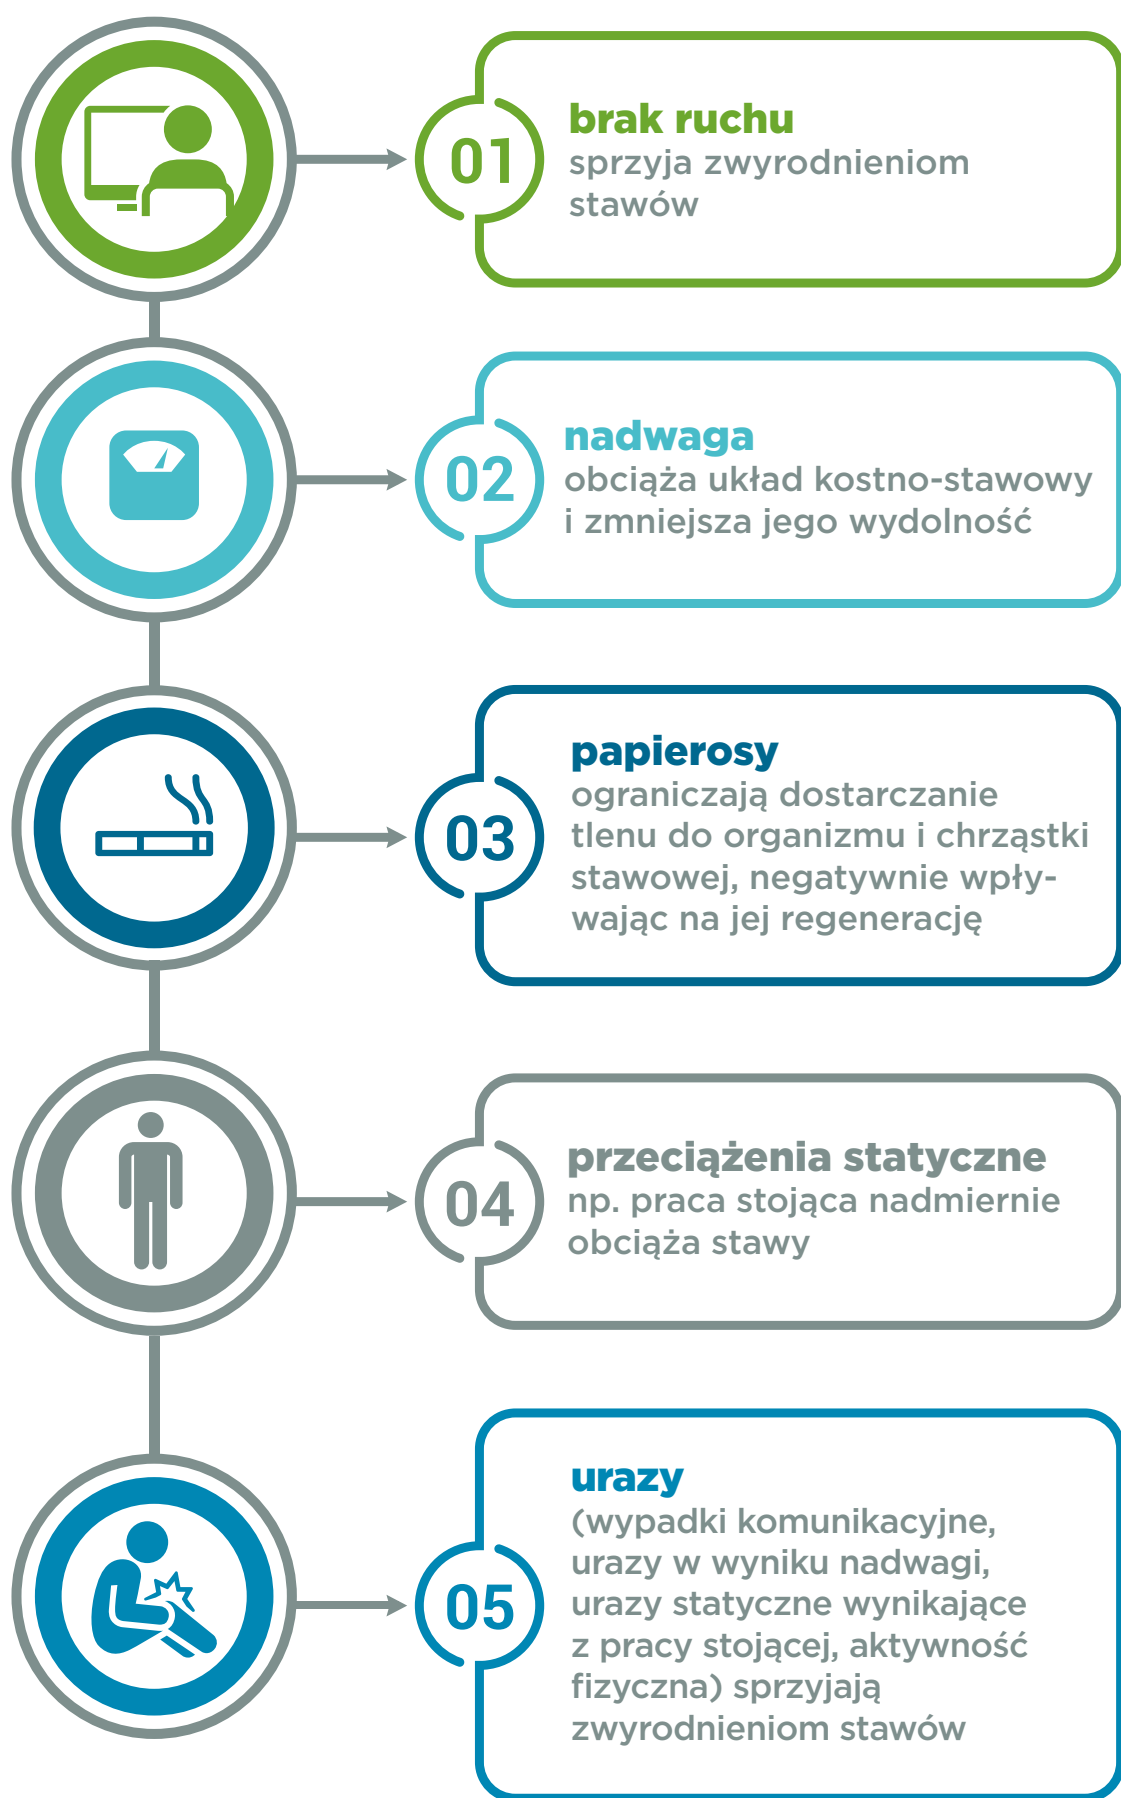 01
brak ruchu
sprzyja zwyrodnieniom
stawów
02
nadwaga
obciąża układ kostno-stawowy
i zmniejsza jego wydolność
03
papierosy
ograniczają dostarczanie
tlenu do organizmu i chrząstki
stawowej, negatywnie wpły-
wając na jej regenerację
04
przeciążenia statyczne
np. praca stojąca nadmiernie
obciąża stawy
05
urazy
(wypadki komunikacyjne,
urazy w wyniku nadwagi,
urazy statyczne wynikające
z pracy stojącej, aktywność
fizyczna) sprzyjają
zwyrodnieniom stawów